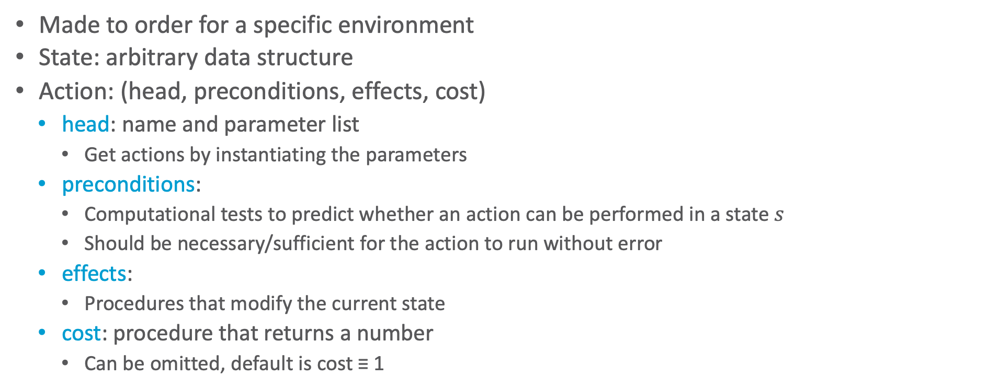 • Made to order for a specific environment
• State: arbitrary data structure
• Action: (head, preconditions, effects, cost)
• head: name and parameter list
• Get actions by instantiating the parameters
• preconditions:
• Computational tests to predict whether an action can be performed in a state s
• Should be necessary/sufficient for the action to run without error
• effects:
• Procedures that modify the current state
• cost: procedure that returns a number
• Can be omitted, default is cost ≡ 1